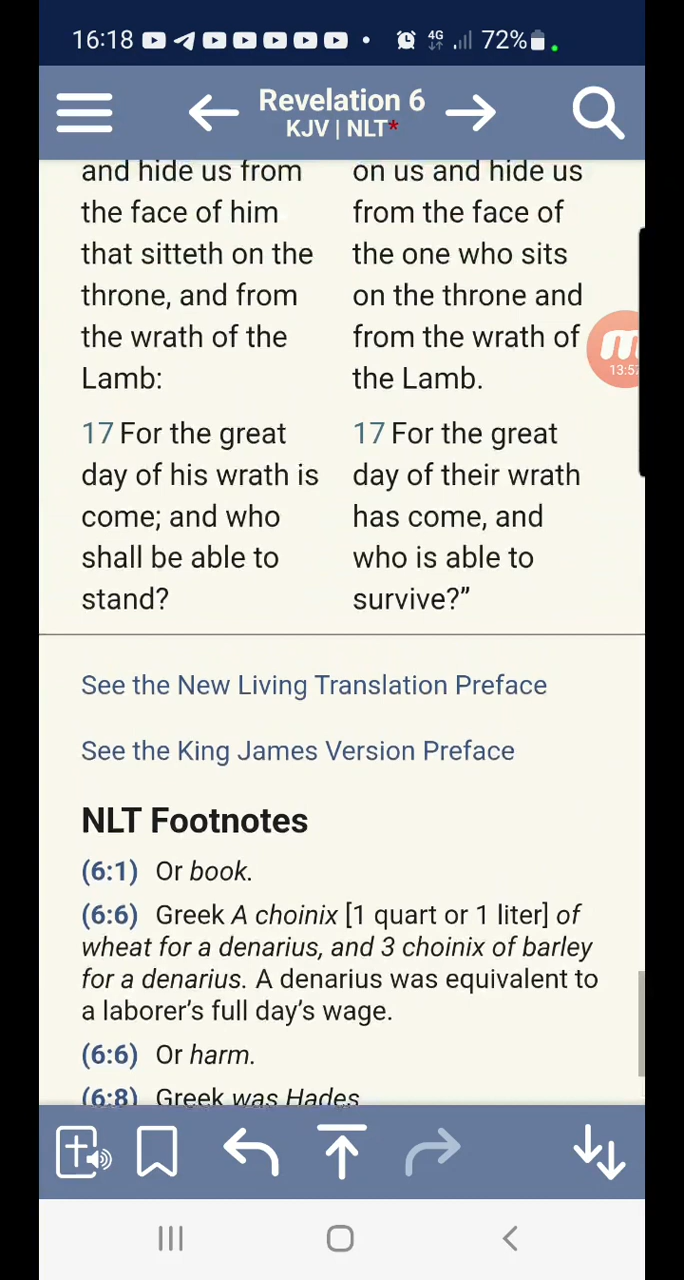 16:18 4G 72%
Revelation 6
KJV | NLT*
and hide us from
the face of him
that sitteth on the
throne, and from
the wrath of the
Lamb:
17 For the great
day of his wrath is
come; and who
shall be able to
stand?
on us and hide us
from the face of
the one who sits
on the throne and
from the wrath of
the Lamb.
17 For the great
day of their wrath
has come, and
who is able to
survive?”
13:57
See the New Living Translation Preface
See the King James Version Preface
NLT Footnotes
(6:1) Or book.
(6:6) Greek A choinix [1 quart or 1 liter] of
wheat for a denarius, and 3 choinix of barley
for a denarius. A denarius was equivalent to
a laborer’s full day’s wage.
(6:6) Or harm.
(6:8) Greek was Hades